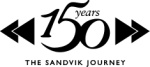 150 years
THE SANDVIK JOURNEY